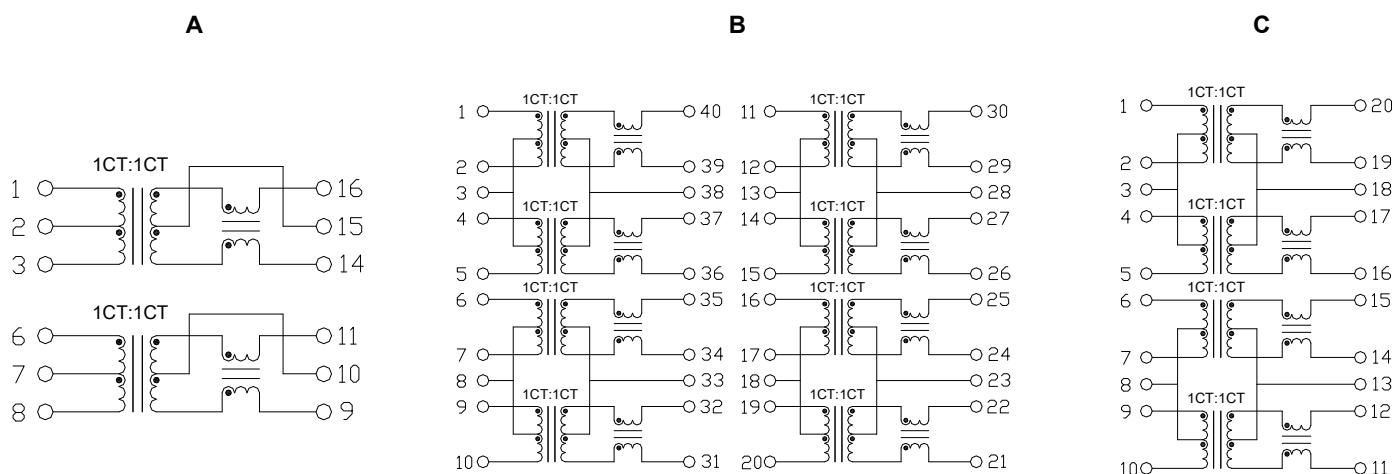 A
B
C
1CT:1CT
1 16
2 15
3 14
1CT:1CT
6 11
7 10
8 9
1CT:1CT
1 40
2 39
3 38
1CT:1CT
4 37
5 36
1CT:1CT
6 35
7 34
8 33
1CT:1CT
9 32
10 31
1CT:1CT
11 30
12 29
13 28
1CT:1CT
14 27
15 26
1CT:1CT
16 25
17 24
18 23
1CT:1CT
19 22
20 21
1CT:1CT
1 20
2 19
3 18
1CT:1CT
4 17
5 16
1CT:1CT
6 15
7 14
8 13
1CT:1CT
9 12
10 11